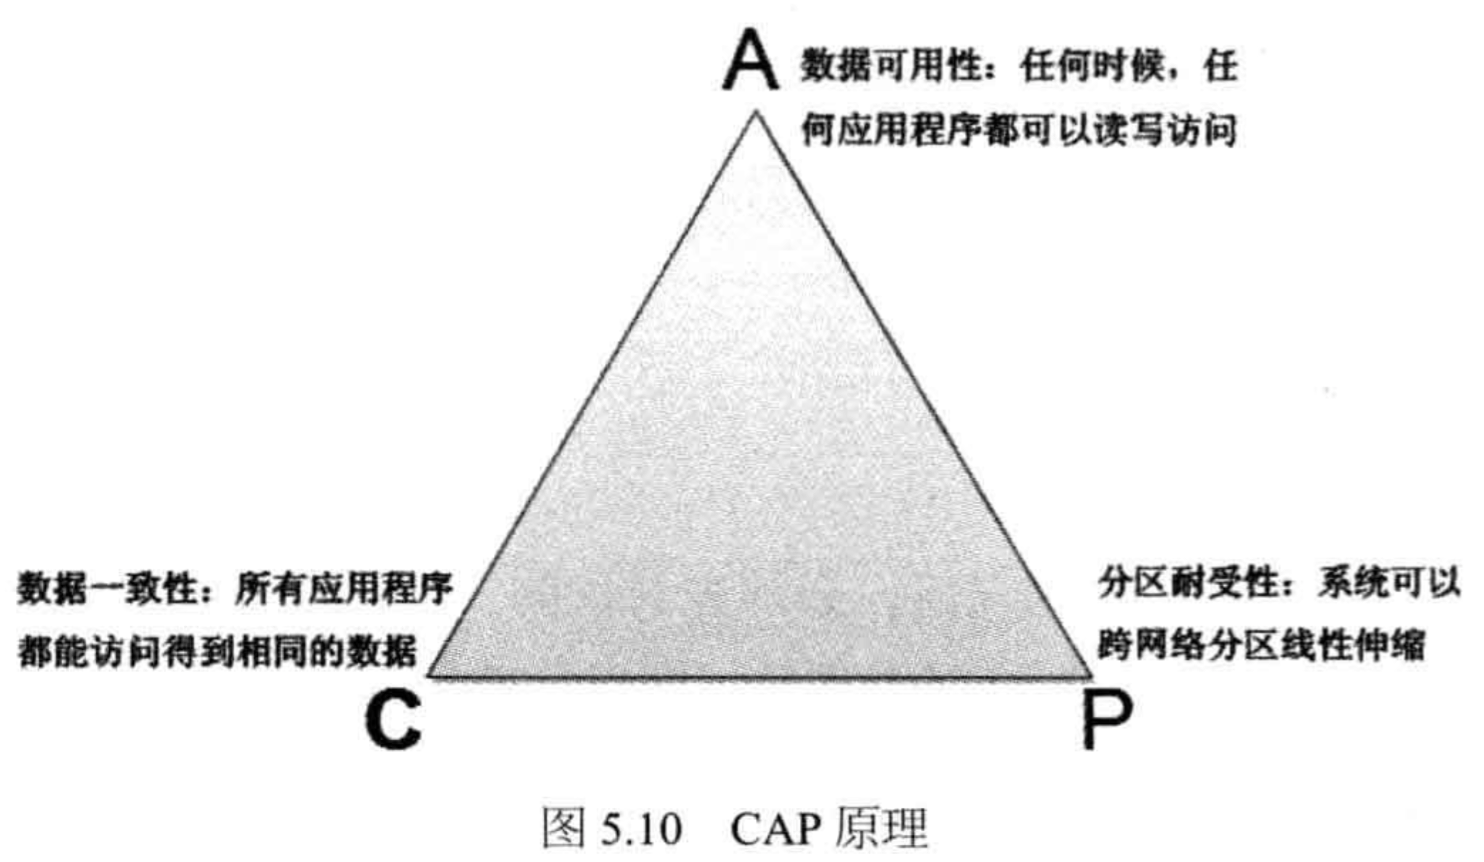 A
数据可用性：任何时候，任
何应用程序都可以读写访问
数据一致性：所有应用程序
都能访问得到相同的数据
C
分区耐受性：系统可以
跨网络分区线性伸缩
P
图 5.10 CAP 原理